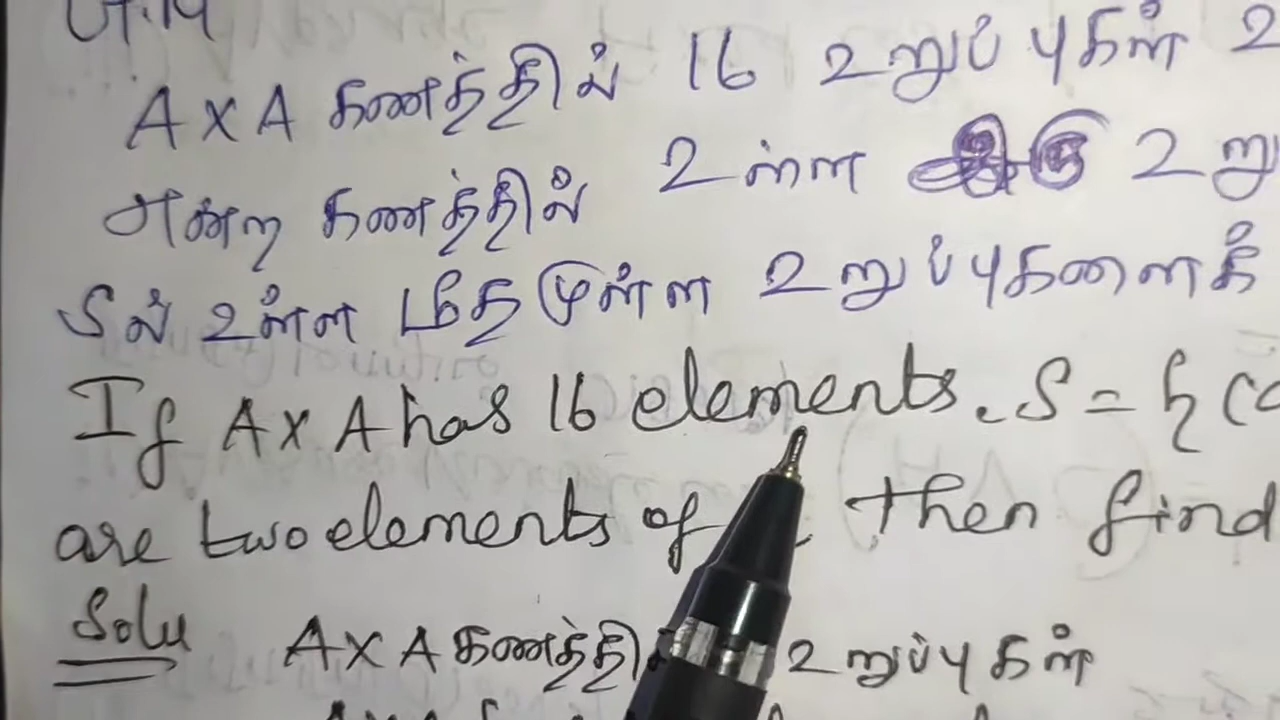 A X A கணத்தில் 16 உறுப்புகள் உ
என்ற கணத்தில் உள்ள உறு
S ல் உள்ள மீதமுள்ள உறுப்புகளைக்
If A X A has 16 elements. S = {(a
are two elements of then find
Solu A X A கணத்தி உறுப்புகள்